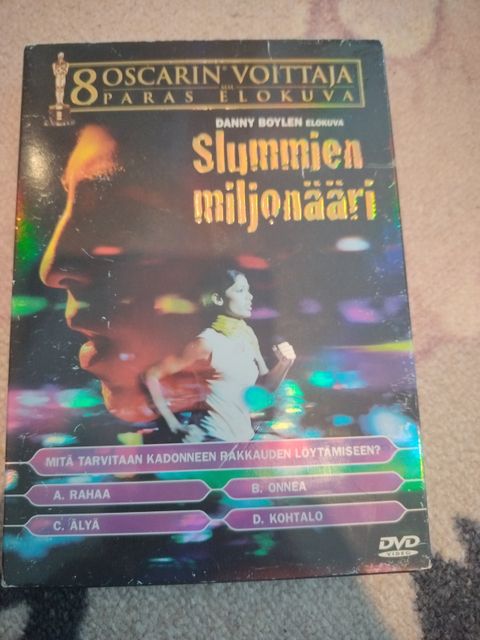 8 OSCARIN® VOITTAJA
PARAS ELOKUVA
DANNY BOYLEN ELOKUVA
Slummien
miljonääri
MITÄ TARVITAAN KADONNEEN RAKKAUDEN LÖYTÄMISEEN?
A. RAHAA
B. ONNEA
C. ÄLYÄ
D. KOHTALO
DVD
VIDEO